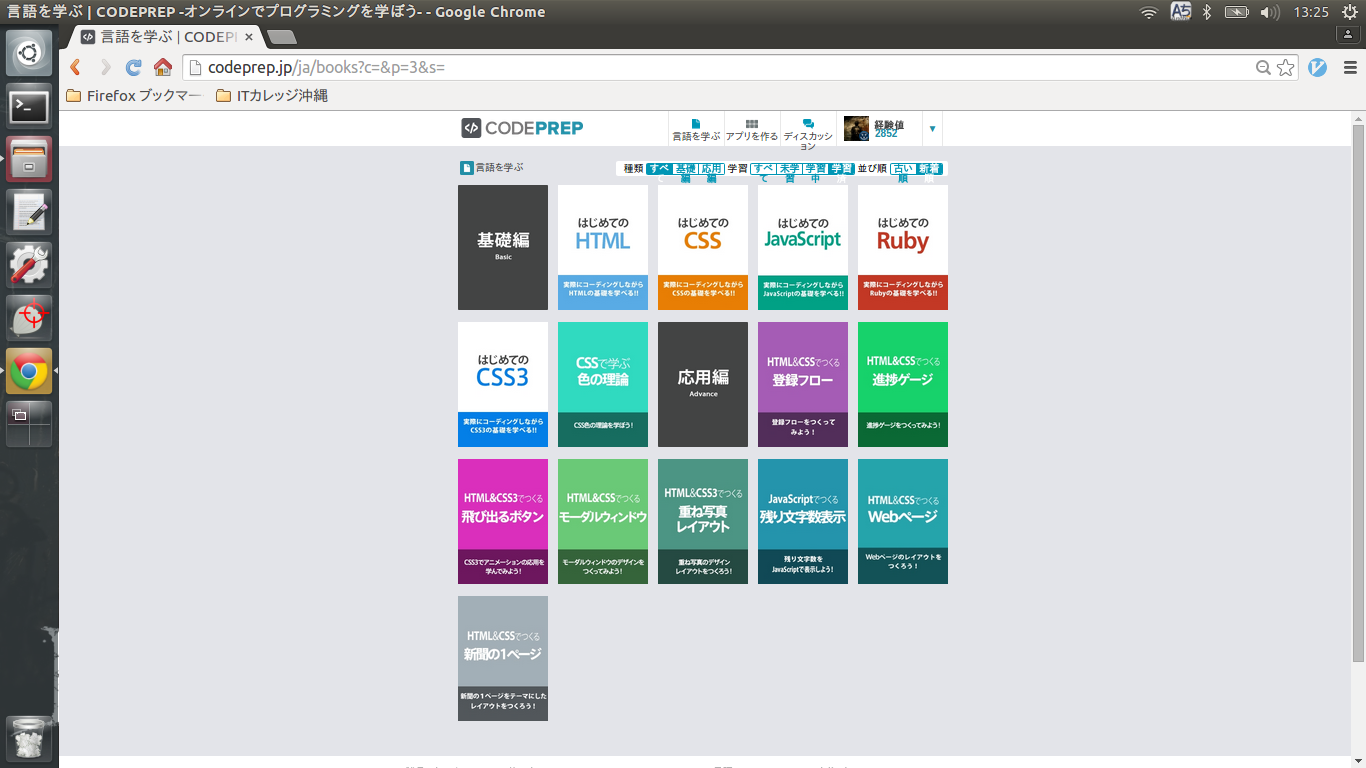 言語を学ぶ | CODEPREP -オンラインでプログラミングを学ぼう- - Google Chrome
13:25
言語を学ぶ | CODEP
codeprep.jp/ja/books?c=&p=3&s=
Firefox ブックマー
ITカレッジ沖縄
CODEPREP
言語を学ぶ
アプリを作る
ディスカッション
経験値
2852
言語を学ぶ
種類 すべて 基礎編 応用編 学習 すべて 未学習 学習中 学習済 並び順 古い順 新着順
基礎編
Basic
はじめての
HTML
実際にコーディングしながら
HTMLの基礎を学べる!!
はじめての
CSS
実際にコーディングしながら
CSSの基礎を学べる!!
はじめての
JavaScript
実際にコーディングしながら
JavaScriptの基礎を学べる!!
はじめての
Ruby
実際にコーディングしながら
Rubyの基礎を学べる!!
はじめての
CSS3
実際にコーディングしながら
CSS3の基礎を学べる!!
CSSで学ぶ
色の理論
CSS色の理論を学ぼう!
応用編
Advance
HTML&CSSでつくる
登録フロー
登録フローをつくって
みよう！
HTML&CSSでつくる
進捗ゲージ
進捗ゲージをつくってみよう!
HTML&CSS3でつくる
飛び出るボタン
CSS3でアニメーションの応用を
学んでみよう!
HTML&CSSでつくる
モーダルウィンドウ
モーダルウィンドウのデザインを
つくってみよう!
HTML&CSS3でつくる
重ね写真
レイアウト
重ね写真のデザイン
レイアウトをつくろう!
JavaScriptでつくる
残り文字数表示
残り文字数を
JavaScriptで表示しよう!
HTML&CSSでつくる
Webページ
Webページのレイアウトを
つくろう！
HTML&CSSでつくる
新聞の1ページ
新聞の1ページをテーマにした
レイアウトをつくろう!